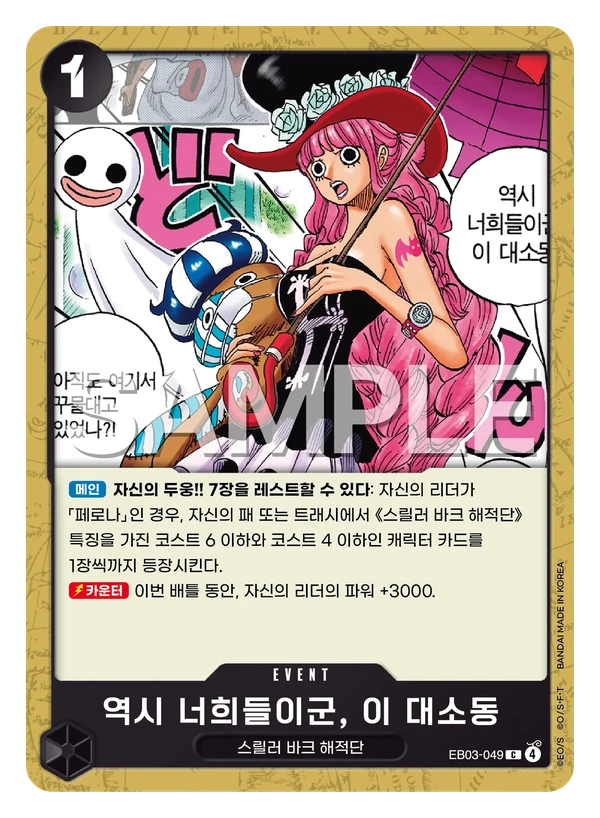 1
ど
역시
너희들이군
이 대소동
아직도 여기서
꾸물대고
있었나?!
SAMPLE
메인 자신의 두웅!! 7장을 레스트할 수 있다: 자신의 리더가
「페로나」인 경우, 자신의 패 또는 트래시에서 《스릴러 바크 해적단》
특징을 가진 코스트 6 이하와 코스트 4 이하인 캐릭터 카드를
1장씩까지 등장시킨다.
카운터 이번 배틀 동안, 자신의 리더의 파워 +3000.
EVENT
역시 너희들이군, 이 대소동
스릴러 바크 해적단
EB03-049 C 4
©EO/S ©O/S·F·T BANDAI MADE IN KOREA